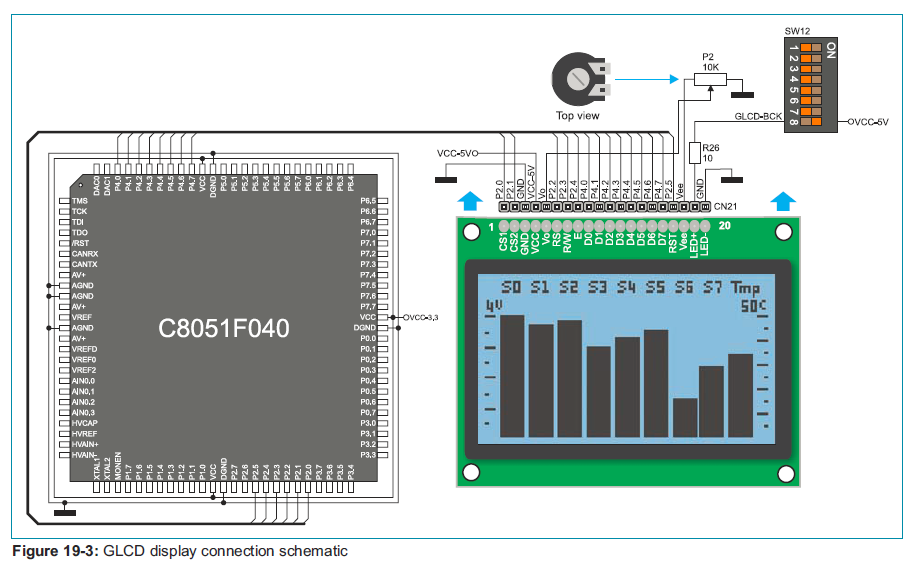 SW12
ON
1
2
3
4
5
6
7
8
P2
10K
Top view
GLCD-BCK
VCC-5V
R26
10
VCC-5V
P2.0
P2.1
GND
VCC-5V
Vo
P2.2
P2.3
P2.4
P4.0
P4.1
P4.2
P4.3
P4.4
P4.5
P4.6
P4.7
P2.5
Vee
GND
CN21
1
20
CS1
CS2
GND
VCC
Vo
RS
R/W
E
D0
D1
D2
D3
D4
D5
D6
D7
RST
Vee
LED+
LED-
S0 S1 S2 S3 S4 S5 S6 S7 Tmp
4V
50C
DAC0
DAC1
P4.0
P4.1
P4.2
P4.3
P4.4
P4.5
P4.6
P4.7
VCC
DGND
P5.0
P5.1
P5.2
P5.3
P5.4
P5.5
P5.6
P5.7
P6.0
P6.1
P6.2
P6.3
P6.4
TMS
TCK
TDI
TDO
/RST
CANRX
CANTX
AV+
AGND
AGND
AV+
VREF
AGND
AV+
VREFD
VREF0
VREF2
AIN0.0
AIN0.1
AIN0.2
AIN0.3
HVCAP
HVREF
HVAIN+
HVAIN-
C8051F040
P6.5
P6.6
P6.7
P7.0
P7.1
P7.2
P7.3
P7.4
P7.5
P7.6
P7.7
VCC
DGND
P0.0
P0.1
P0.2
P0.3
P0.4
P0.5
P0.6
P0.7
P3.0
P3.1
P3.2
P3.3
VCC-3,3
XTAL1
XTAL2
MONEN
P1.7
P1.6
P1.5
P1.4
P1.3
P1.2
P1.1
P1.0
VCC
DGND
P2.7
P2.6
P2.5
P2.4
P2.3
P2.2
P2.1
P2.0
P3.7
P3.6
P3.5
P3.4
Figure 19-3: GLCD display connection schematic